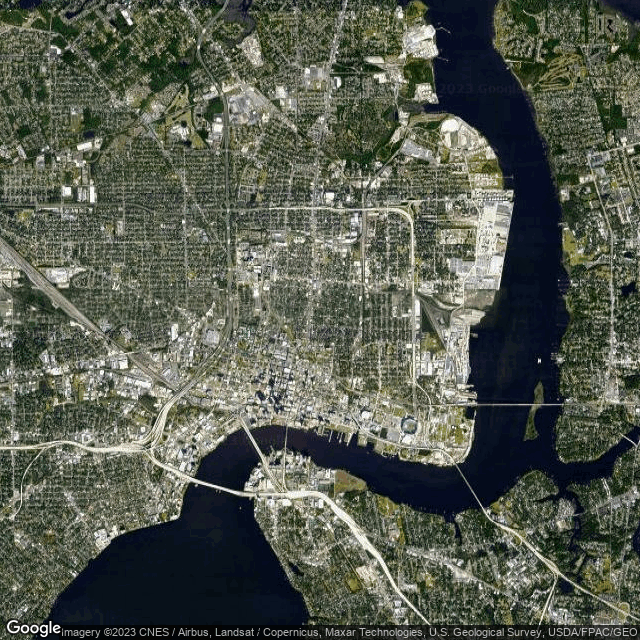 Google
Imagery ©2023 CNES / Airbus, Landsat / Copernicus, Maxar Technologies, U.S. Geological Survey, USDA/FPAC/GEO